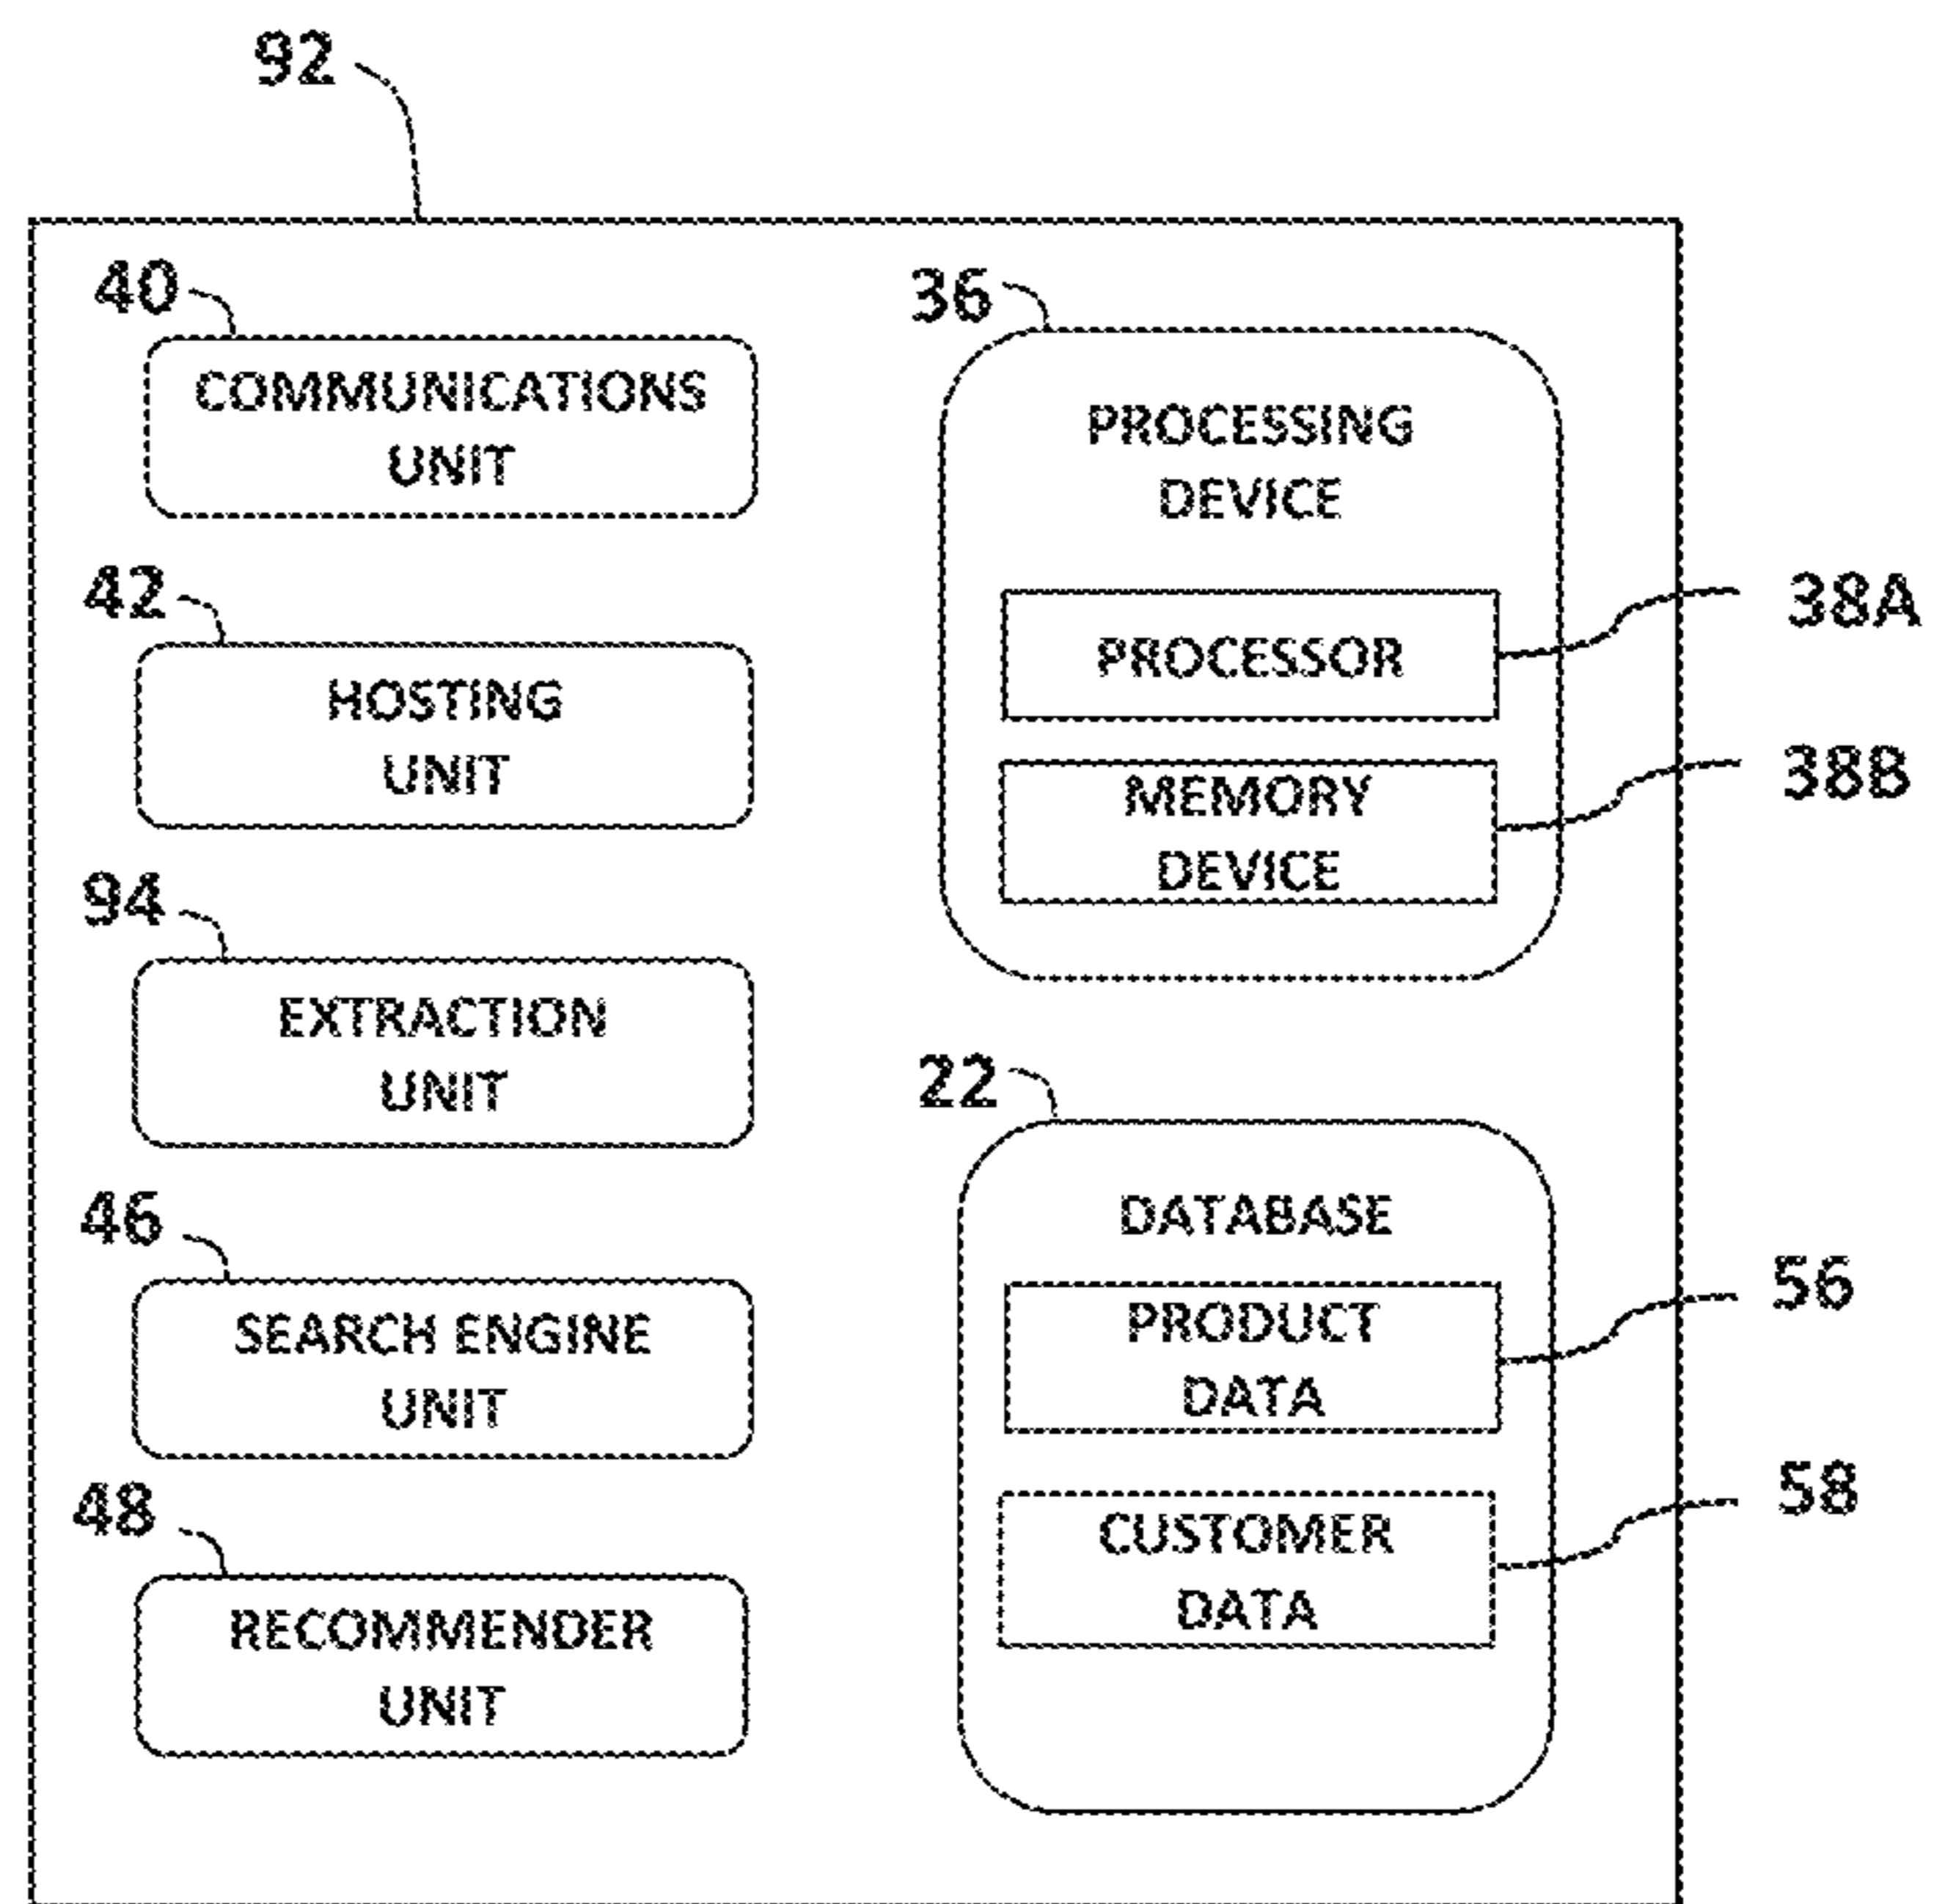 92
40
COMMUNICATIONS
UNIT
42
HOSTING
UNIT
94
EXTRACTION
UNIT
46
SEARCH ENGINE
UNIT
48
RECOMMENDER
UNIT
36
PROCESSING
DEVICE
PROCESSOR
38A
MEMORY
DEVICE
38B
22
DATABASE
PRODUCT
DATA
56
CUSTOMER
DATA
58